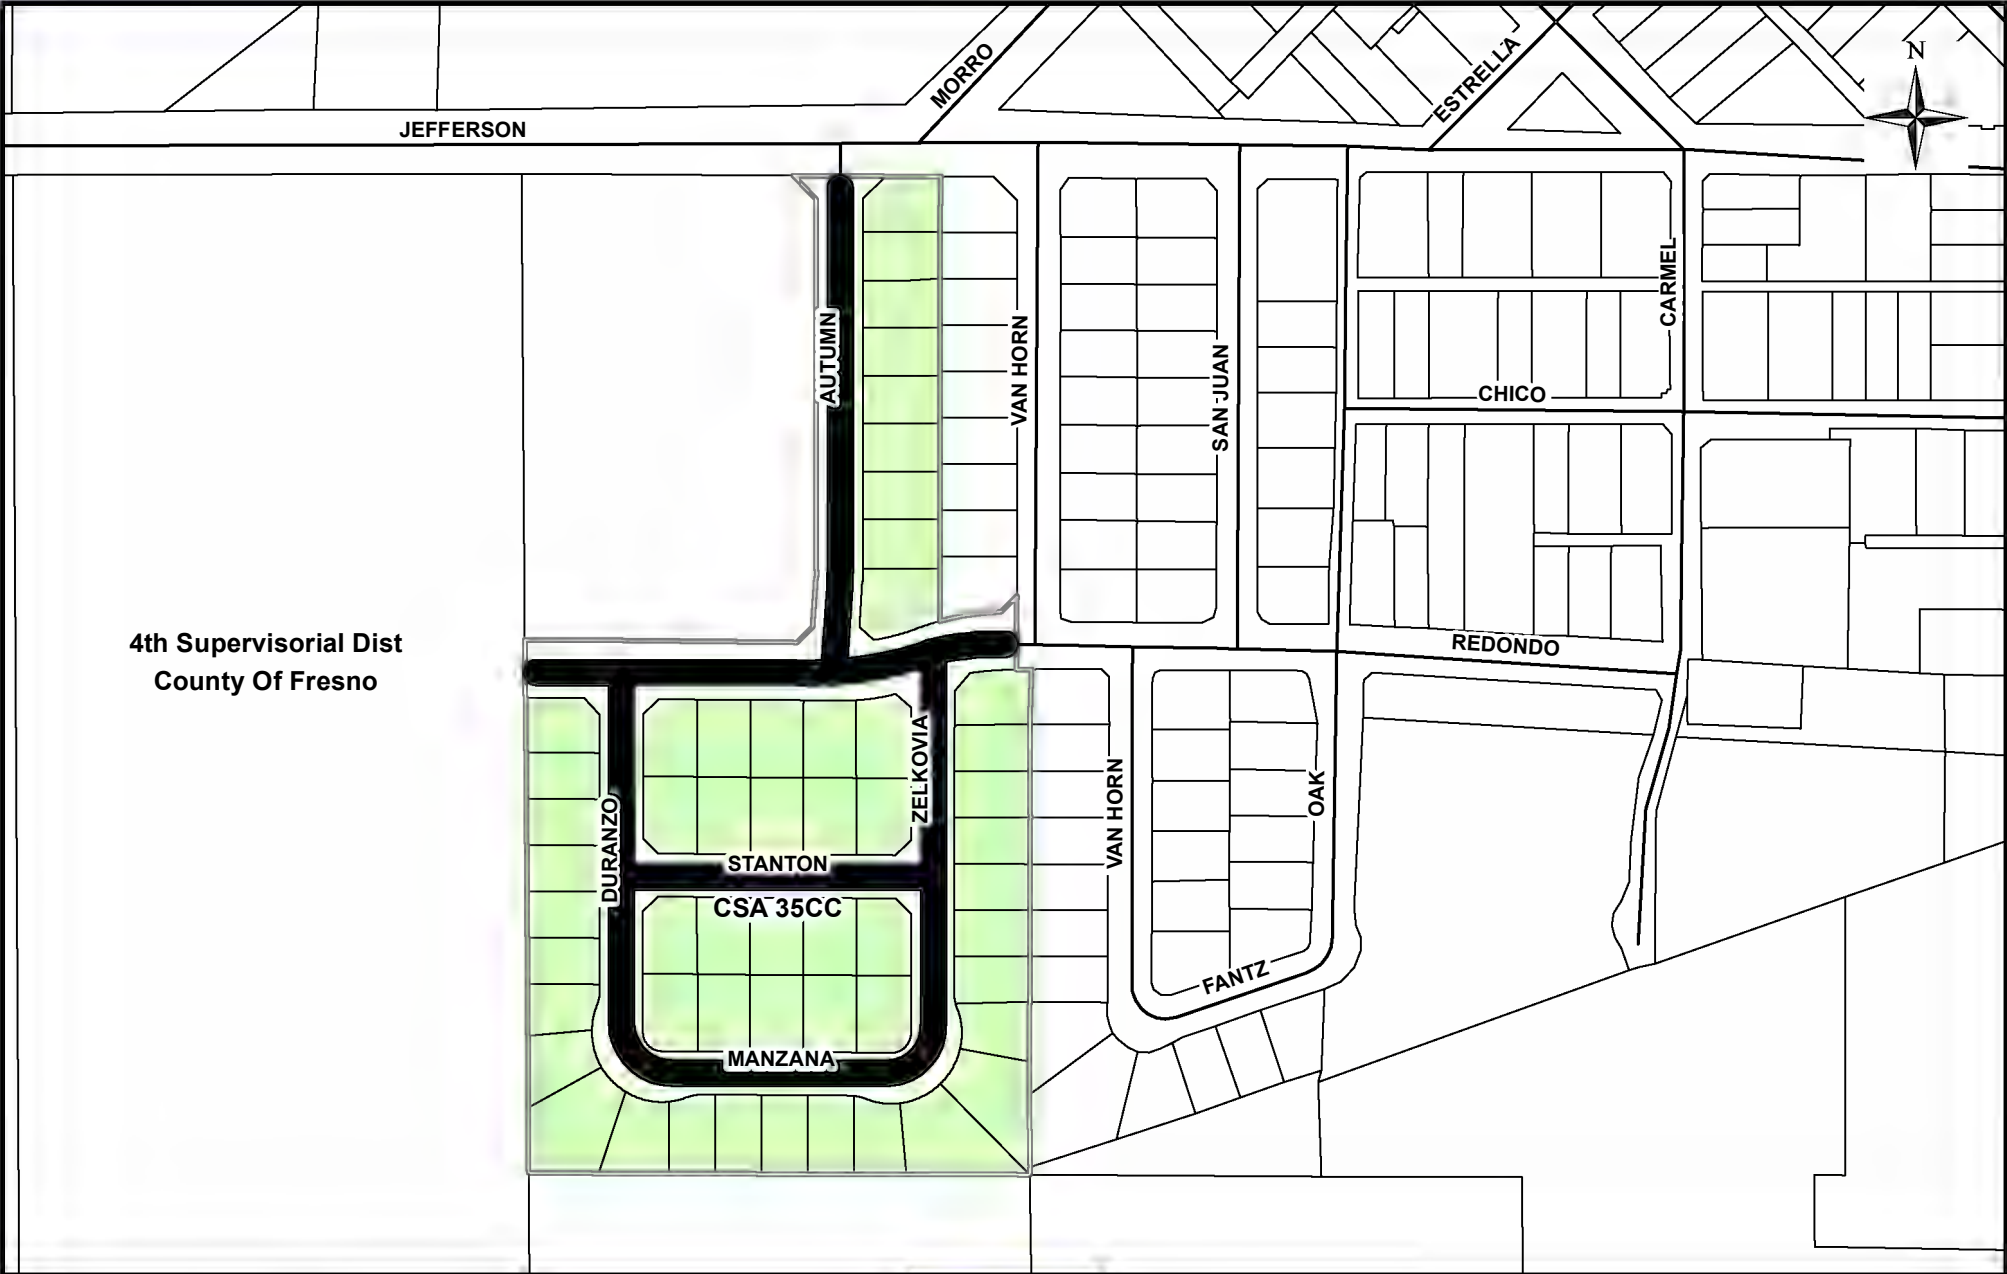 MORRO
ESTRELLA
N
JEFFERSON
AUTUMN
VAN HORN
SAN JUAN
CARMEL
CHICO
4th Supervisorial Dist
County Of Fresno
REDONDO
ZELKOVIA
DURANZO
VAN HORN
OAK
STANTON
CSA 35CC
FANTZ
MANZANA